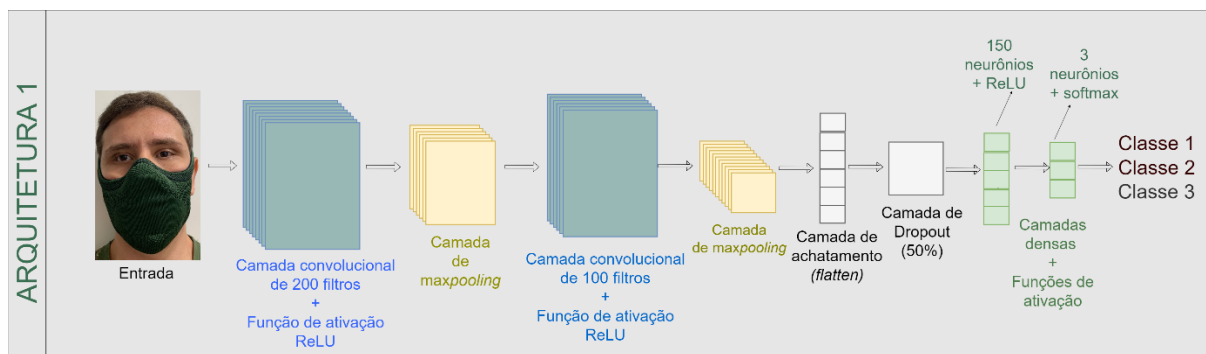 ARQUITETURA 1
Entrada
Camada convolucional
de 200 filtros
+
Função de ativação
ReLU
Camada
de
maxpooling
Camada convolucional
de 100 filtros
+
Função de ativação
ReLU
Camada
de maxpooling
Camada de
achatamento
(flatten)
Camada de
Dropout
(50%)
150
neurônios
+ ReLU
3
neurônios
+ softmax
Camadas
densas
+
Funções de
ativação
Classe 1
Classe 2
Classe 3